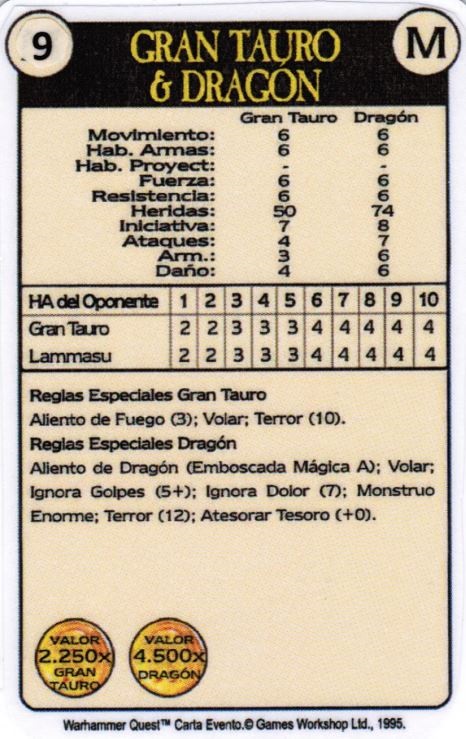 9
GRAN TAURO
& DRAGÓN
M
Gran Tauro Dragón
Movimiento: 6 6
Hab. Armas: 6 6
Hab. Proyect: - -
Fuerza: 6 6
Resistencia: 6 6
Heridas: 50 74
Iniciativa: 7 8
Ataques: 4 7
Arm.: 3 6
Daño: 4 6
HA del Oponente 1 2 3 4 5 6 7 8 9 10
Gran Tauro 2 2 3 3 3 4 4 4 4 4
Lammasu 2 2 3 3 3 4 4 4 4 4
Reglas Especiales Gran Tauro
Aliento de Fuego (3); Volar; Terror (10).
Reglas Especiales Dragón
Aliento de Dragón (Emboscada Mágica A); Volar;
Ignora Golpes (5+); Ignora Dolor (7); Monstruo
Enorme; Terror (12); Atesorar Tesoro (+0).
VALOR
2.250x
GRAN
TAURO
VALOR
4.500x
DRAGÓN
Warhammer Quest™ Carta Evento.© Games Workshop Ltd., 1995.